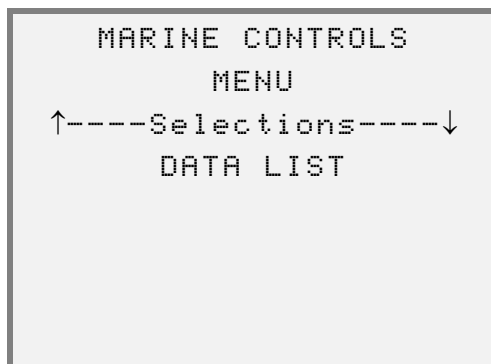 MARINE CONTROLS
MENU
↑----Selections----↓
DATA LIST